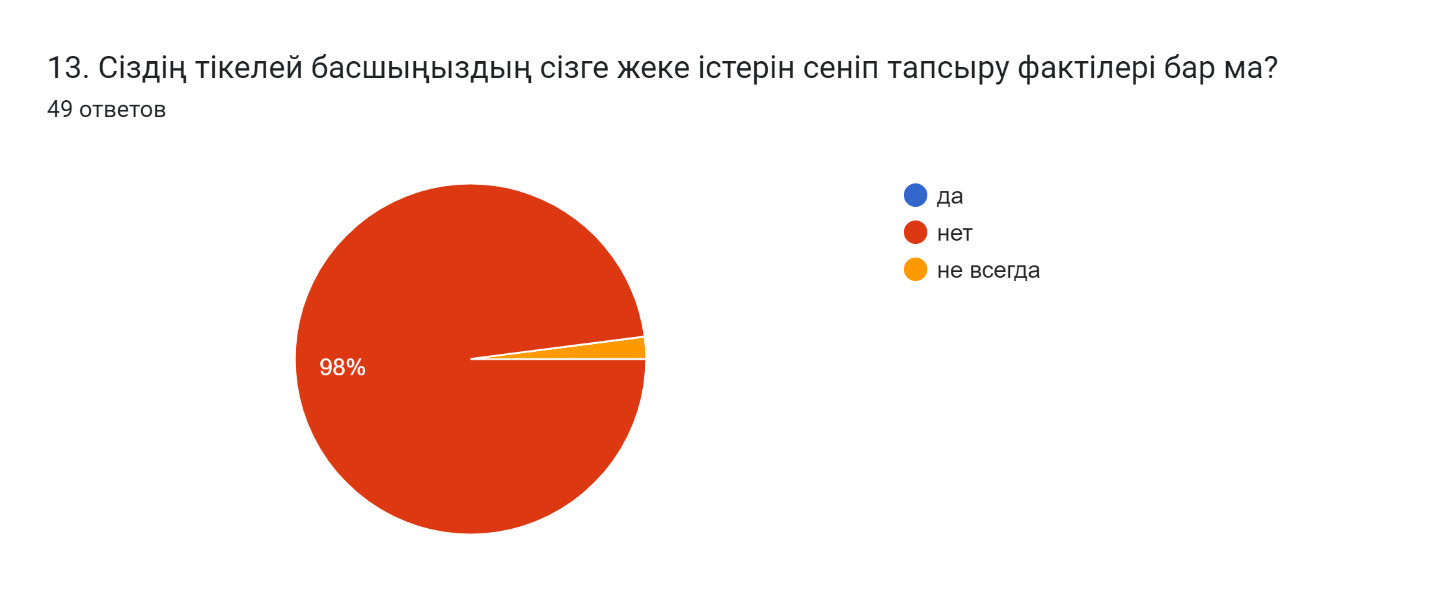 13. Сіздің тікелей басшыңыздың сізге жеке істерін сеніп тапсыру фактілері бар ма?
49 ответов
да
нет
не всегда
98%